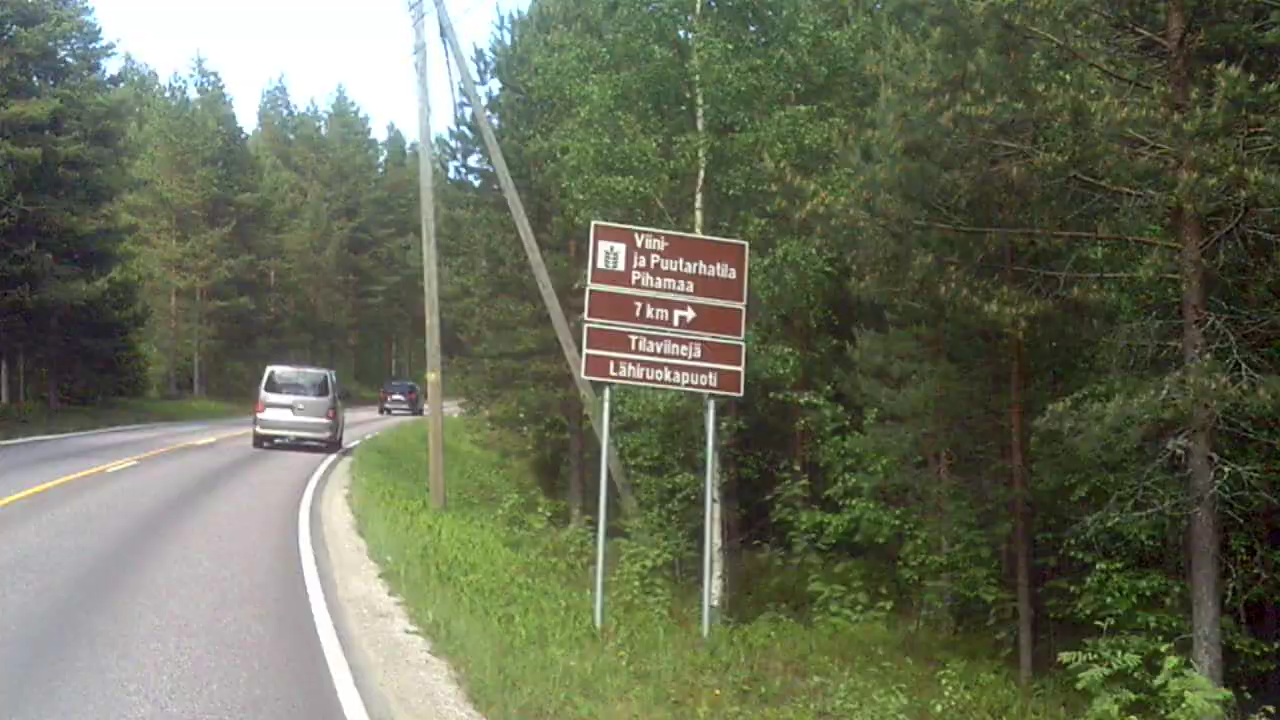 Viini-
ja Puutarhatila
Pihamaa
7 km
Tilaviinejä
Lähiruokapuoti